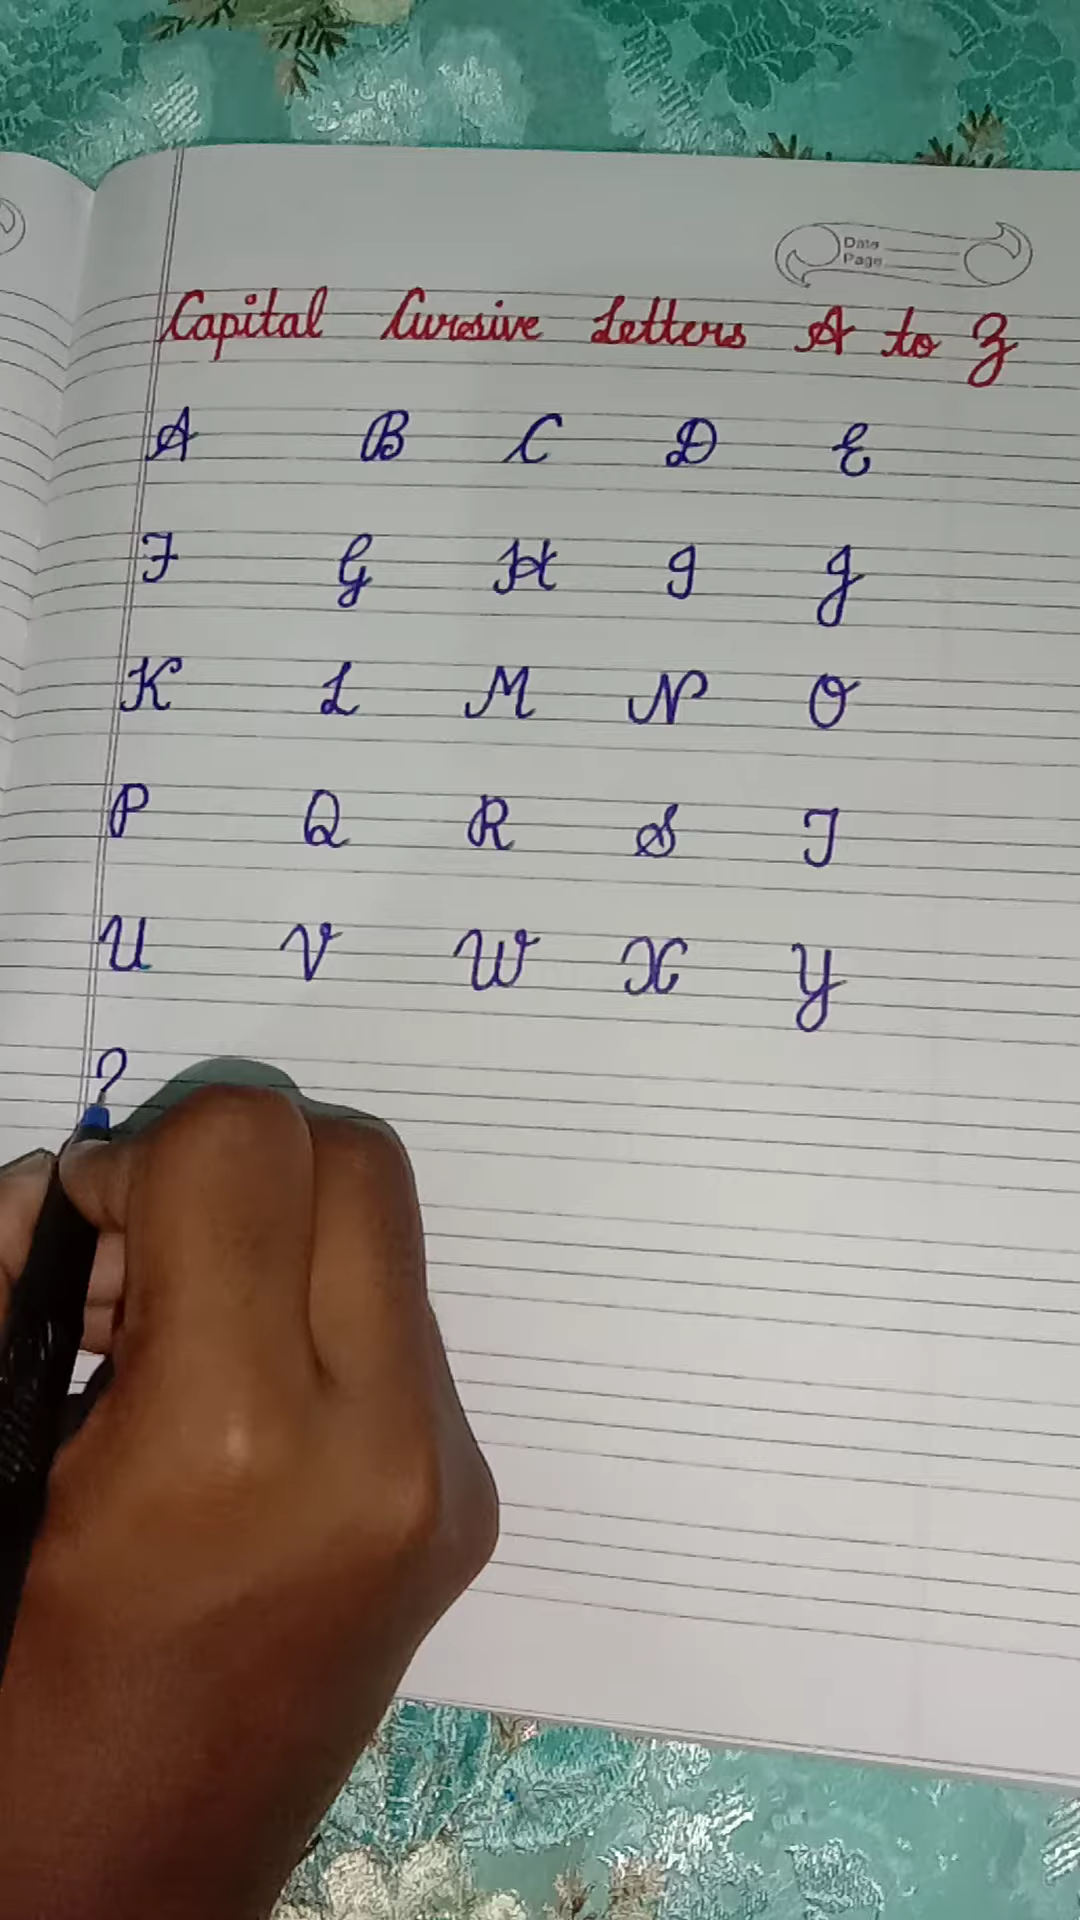 Date
Page
Capital Cursive Letters A to Z
A B C D E
F G H I J
K L M N O
P Q R S T
U V W X Y